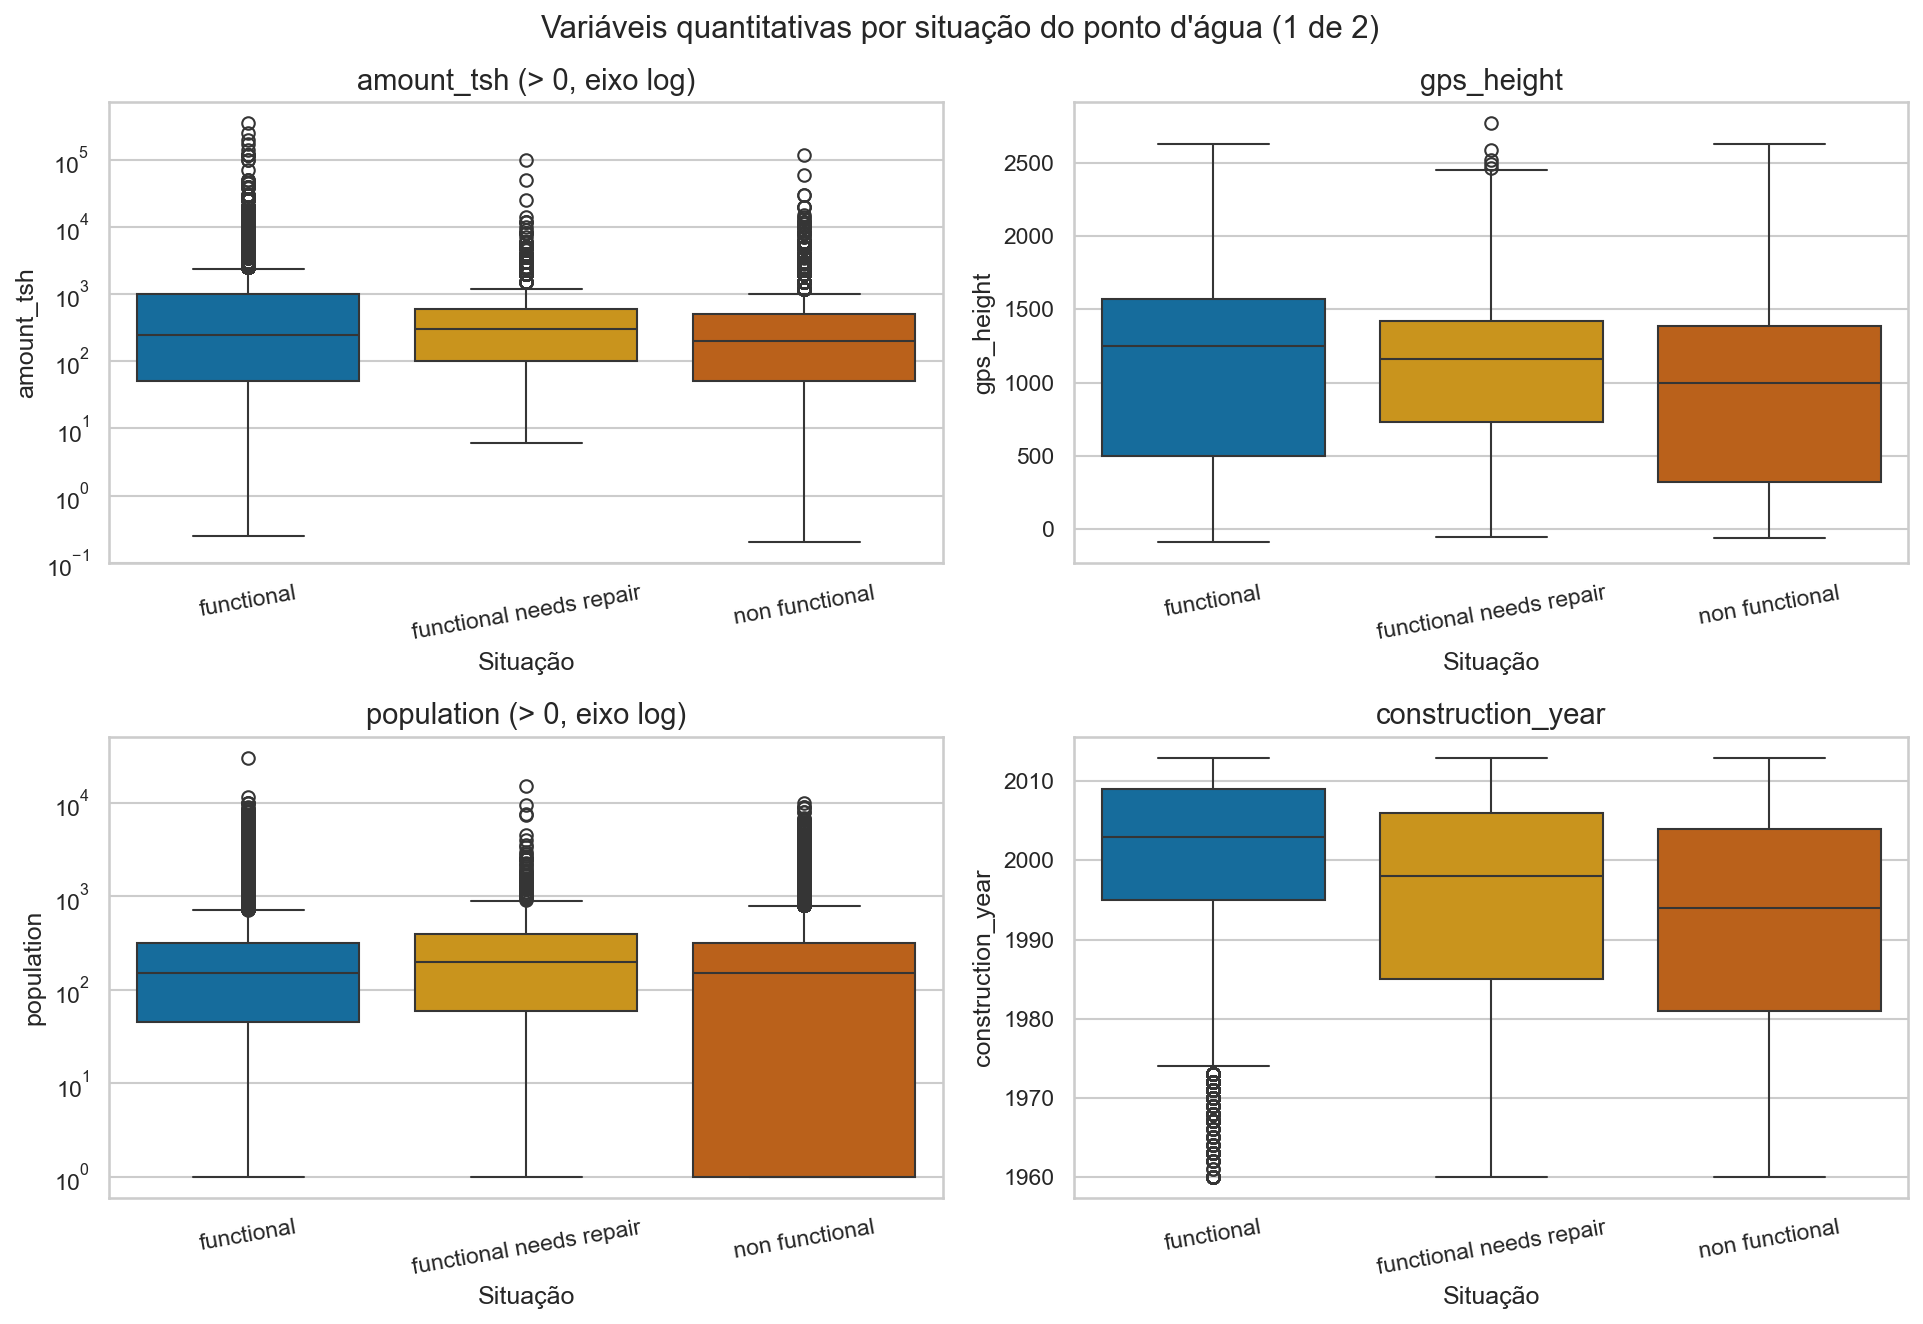 Variáveis quantitativas por situação do ponto d'água (1 de 2)
amount_tsh (> 0, eixo log)
amount_tsh
10^5
10^4
10^3
10^2
10^1
10^0
10^−1
functional
functional needs repair
non functional
Situação
gps_height
gps_height
2500
2000
1500
1000
500
0
functional
functional needs repair
non functional
Situação
population (> 0, eixo log)
population
10^4
10^3
10^2
10^1
10^0
functional
functional needs repair
non functional
Situação
construction_year
construction_year
2010
2000
1990
1980
1970
1960
functional
functional needs repair
non functional
Situação